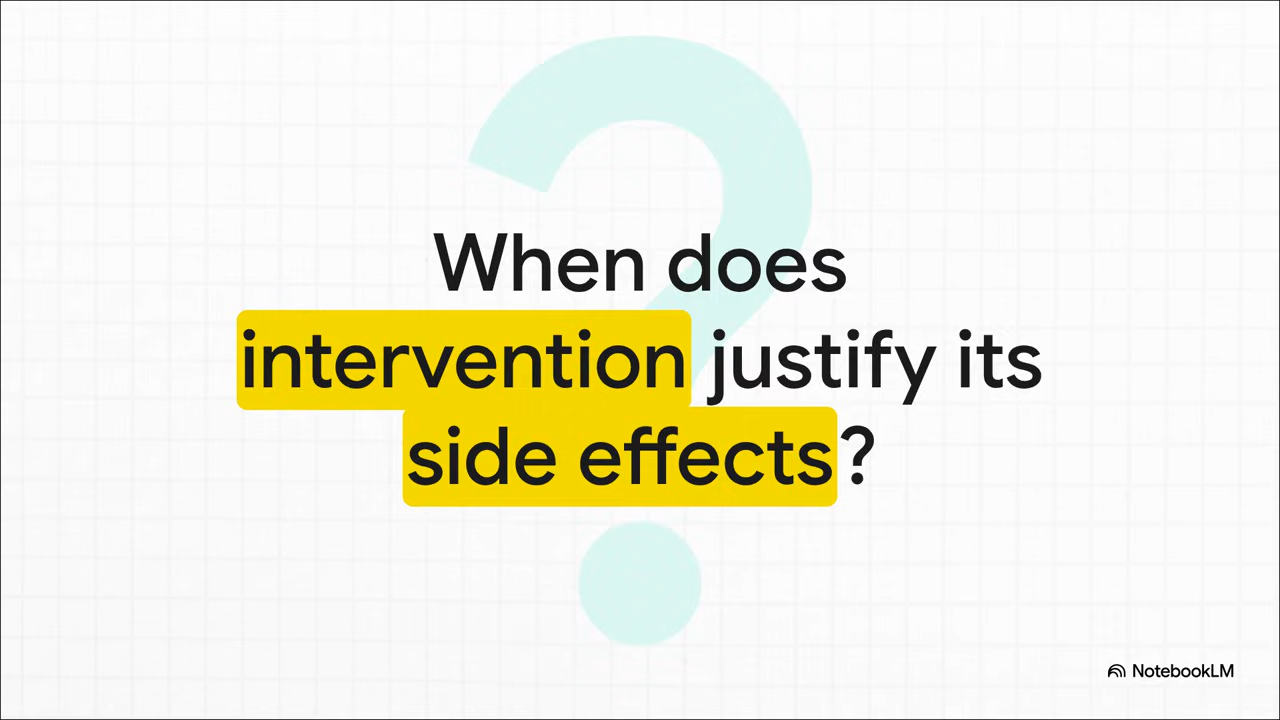 When does
intervention justify its
side effects?
NotebookLM